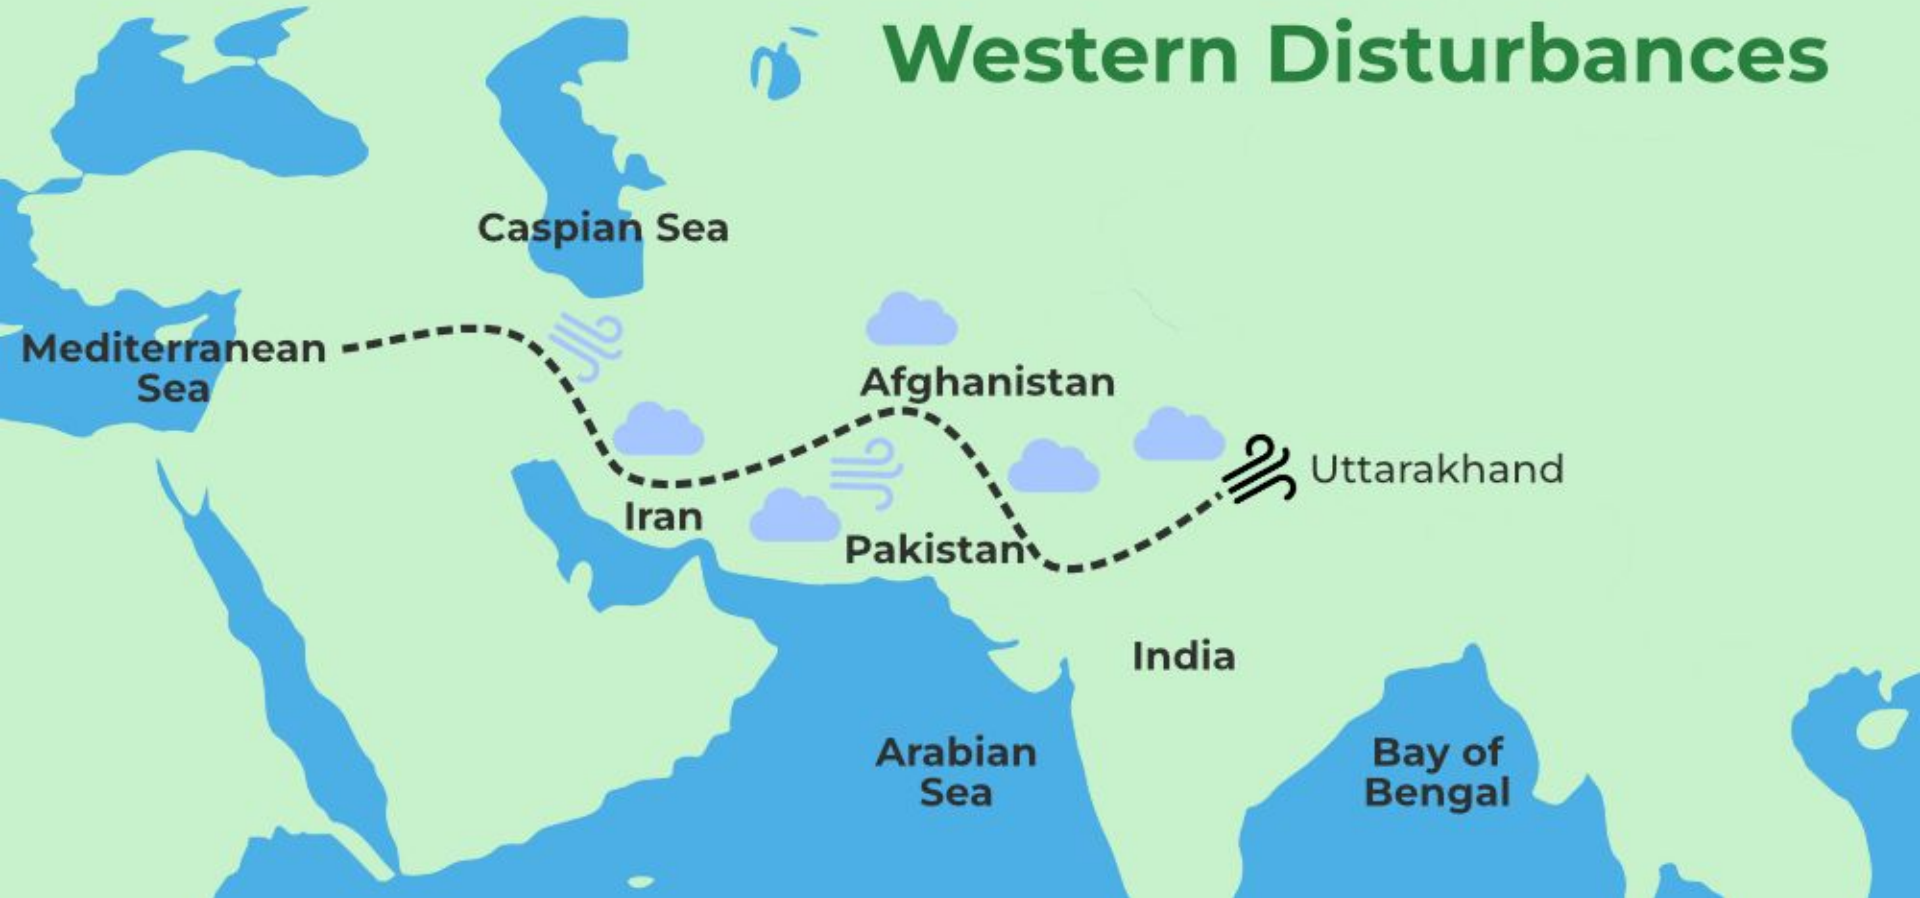 Western Disturbances
Caspian Sea
Mediterranean
Sea
Afghanistan
Uttarakhand
Iran
Pakistan
India
Arabian
Sea
Bay of
Bengal